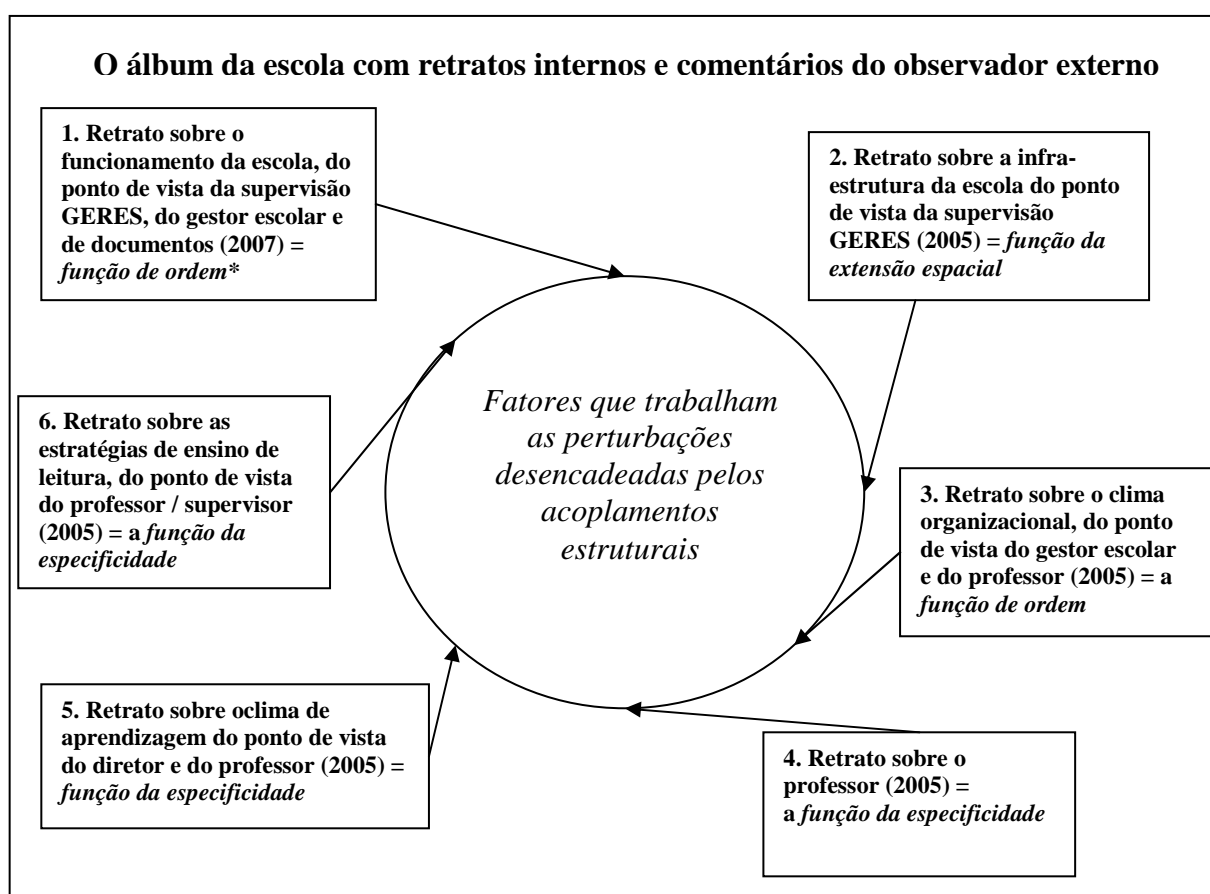 O álbum da escola com retratos internos e comentários do observador externo
1. Retrato sobre o
funcionamento da escola, do
ponto de vista da supervisão
GERES, do gestor escolar e
de documentos (2007) =
função de ordem*
2. Retrato sobre a infra-
estrutura da escola do ponto
de vista da supervisão
GERES (2005) = função da
extensão espacial
Fatores que trabalham
as perturbações
desencadeadas pelos
acoplamentos
estruturais
3. Retrato sobre o clima
organizacional, do ponto
de vista do gestor escolar
e do professor (2005) = a
função de ordem
4. Retrato sobre o
professor (2005) =
a função da especificidade
5. Retrato sobre oclima de
aprendizagem do ponto de vista
do diretor e do professor (2005) =
função da especificidade
6. Retrato sobre as
estratégias de ensino de
leitura, do ponto de vista
do professor / supervisor
(2005) = a função da
especificidade